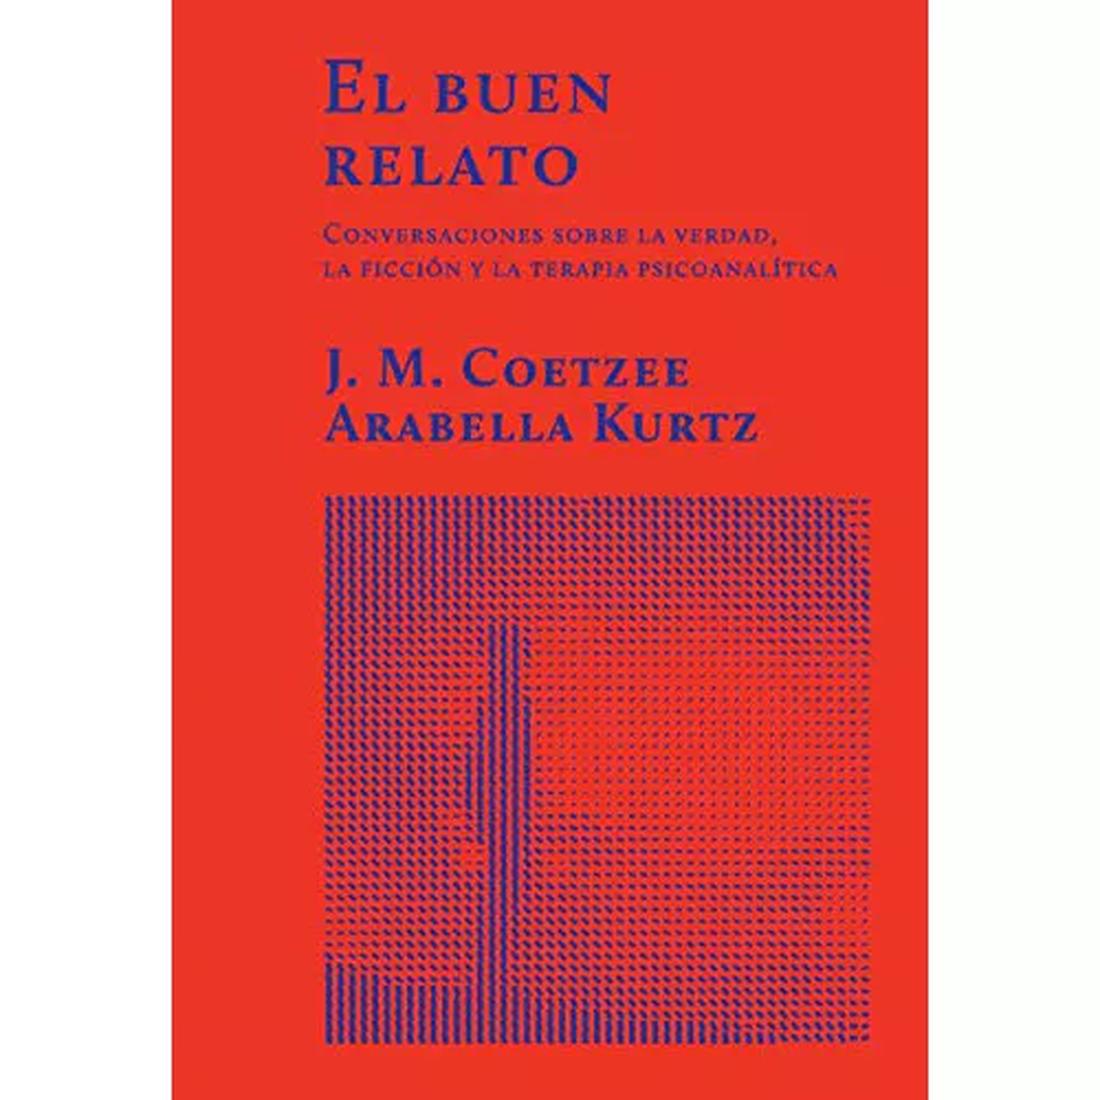 El buen
relato
Conversaciones sobre la verdad,
la ficción y la terapia psicoanalítica
J. M. Coetzee
Arabella Kurtz